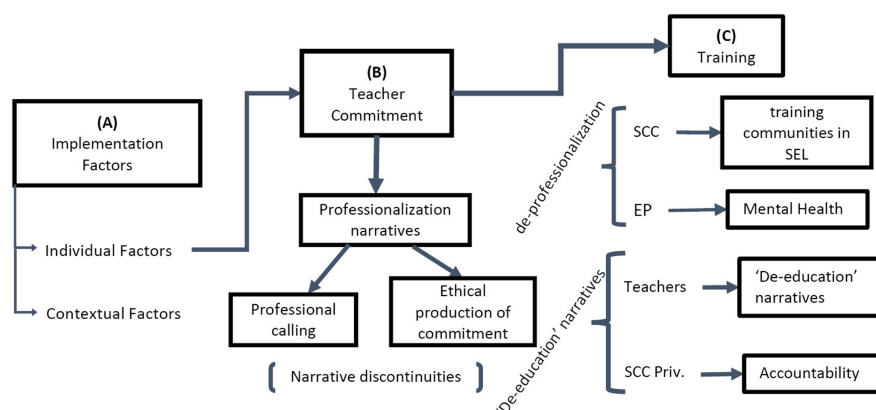 (A)
Implementation
Factors
Individual Factors
Contextual Factors
(B)
Teacher
Commitment
Professionalization
narratives
Professional
calling
Ethical
production of
commitment
Narrative discontinuities
(C)
Training
de-professionalization
SCC
training
communities in
SEL
EP
Mental Health
'De-education' narratives
Teachers
‘De-education’
narratives
SCC Priv.
Accountability